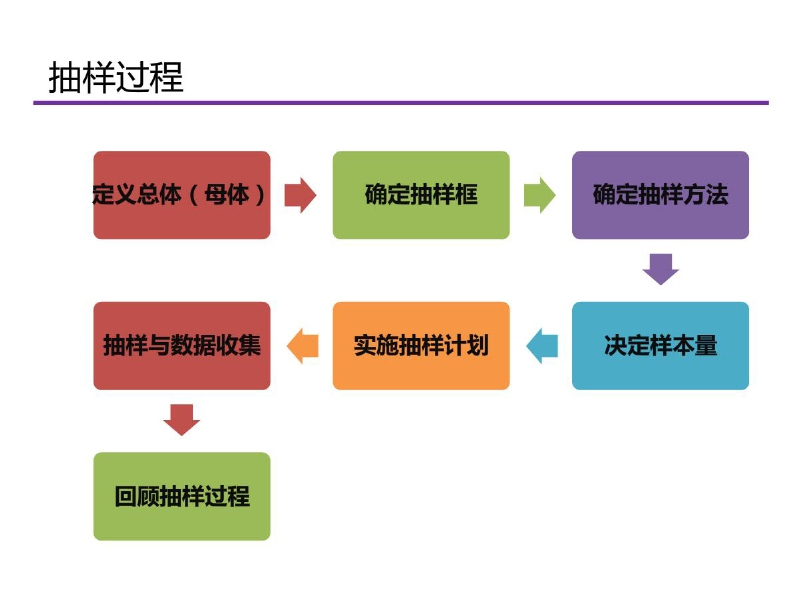 抽样过程
定义总体（母体）
确定抽样框
确定抽样方法
决定样本量
实施抽样计划
抽样与数据收集
回顾抽样过程